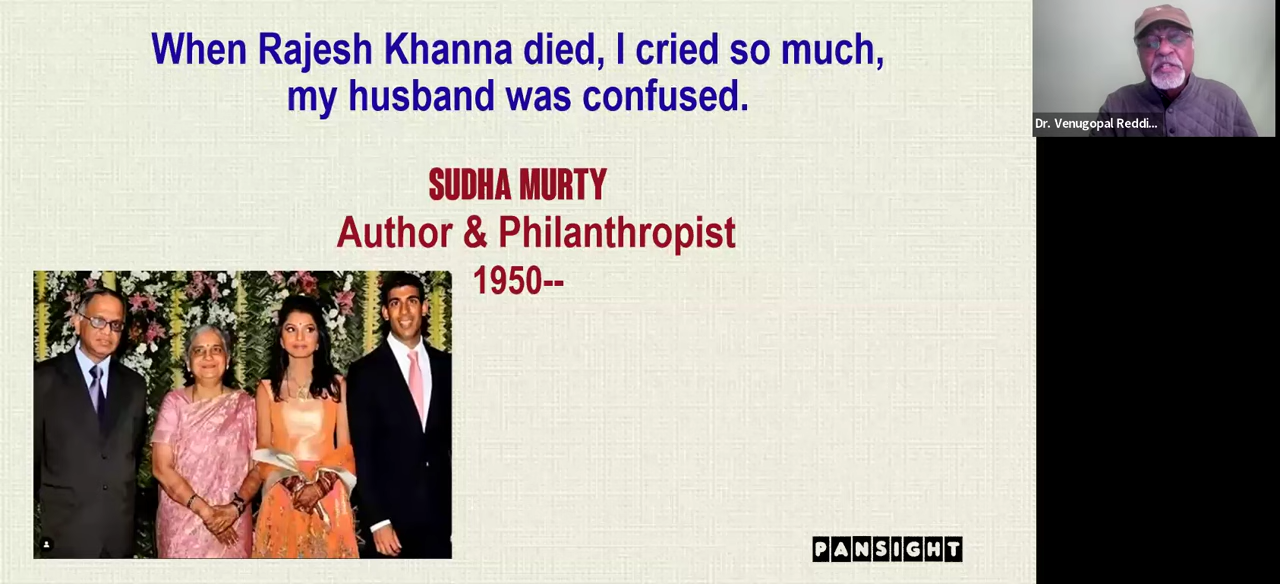 When Rajesh Khanna died, I cried so much,
my husband was confused.
SUDHA MURTY
Author & Philanthropist
1950--
PANSIGHT
Dr. Venugopal Reddi...